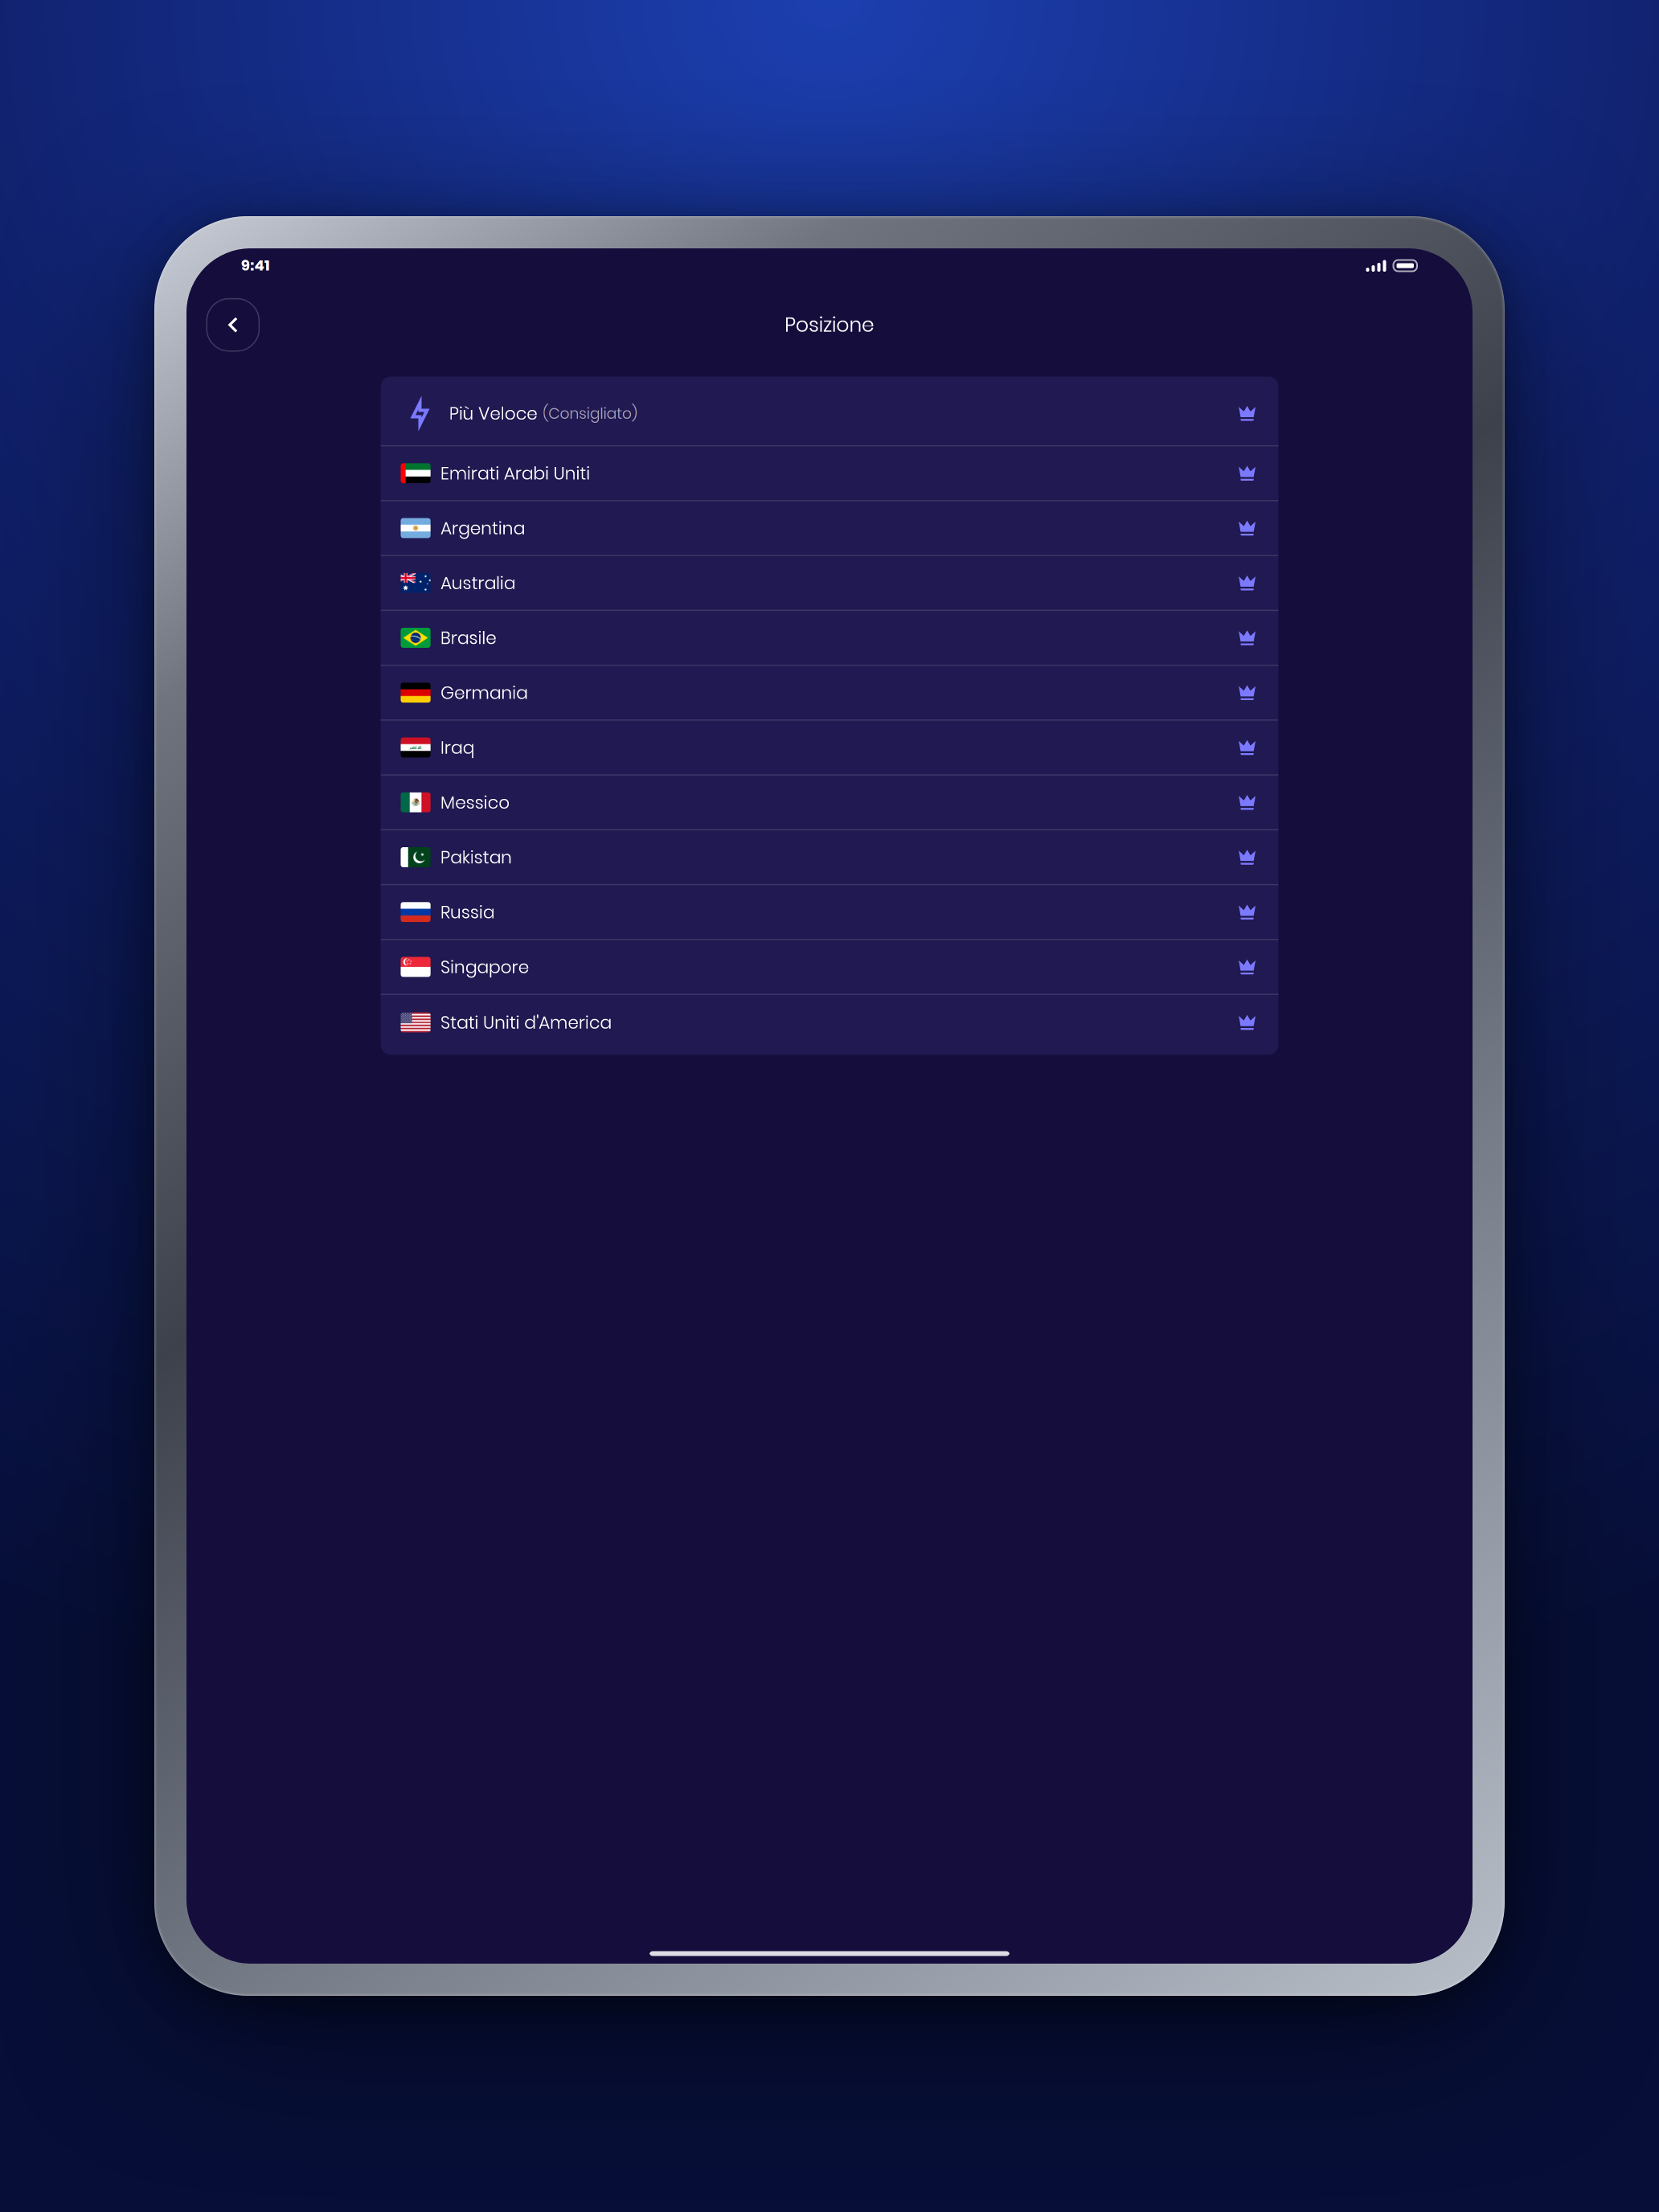 9:41
Posizione
Più Veloce (Consigliato)
Emirati Arabi Uniti
Argentina
Australia
Brasile
Germania
Iraq
Messico
Pakistan
Russia
Singapore
Stati Uniti d'America